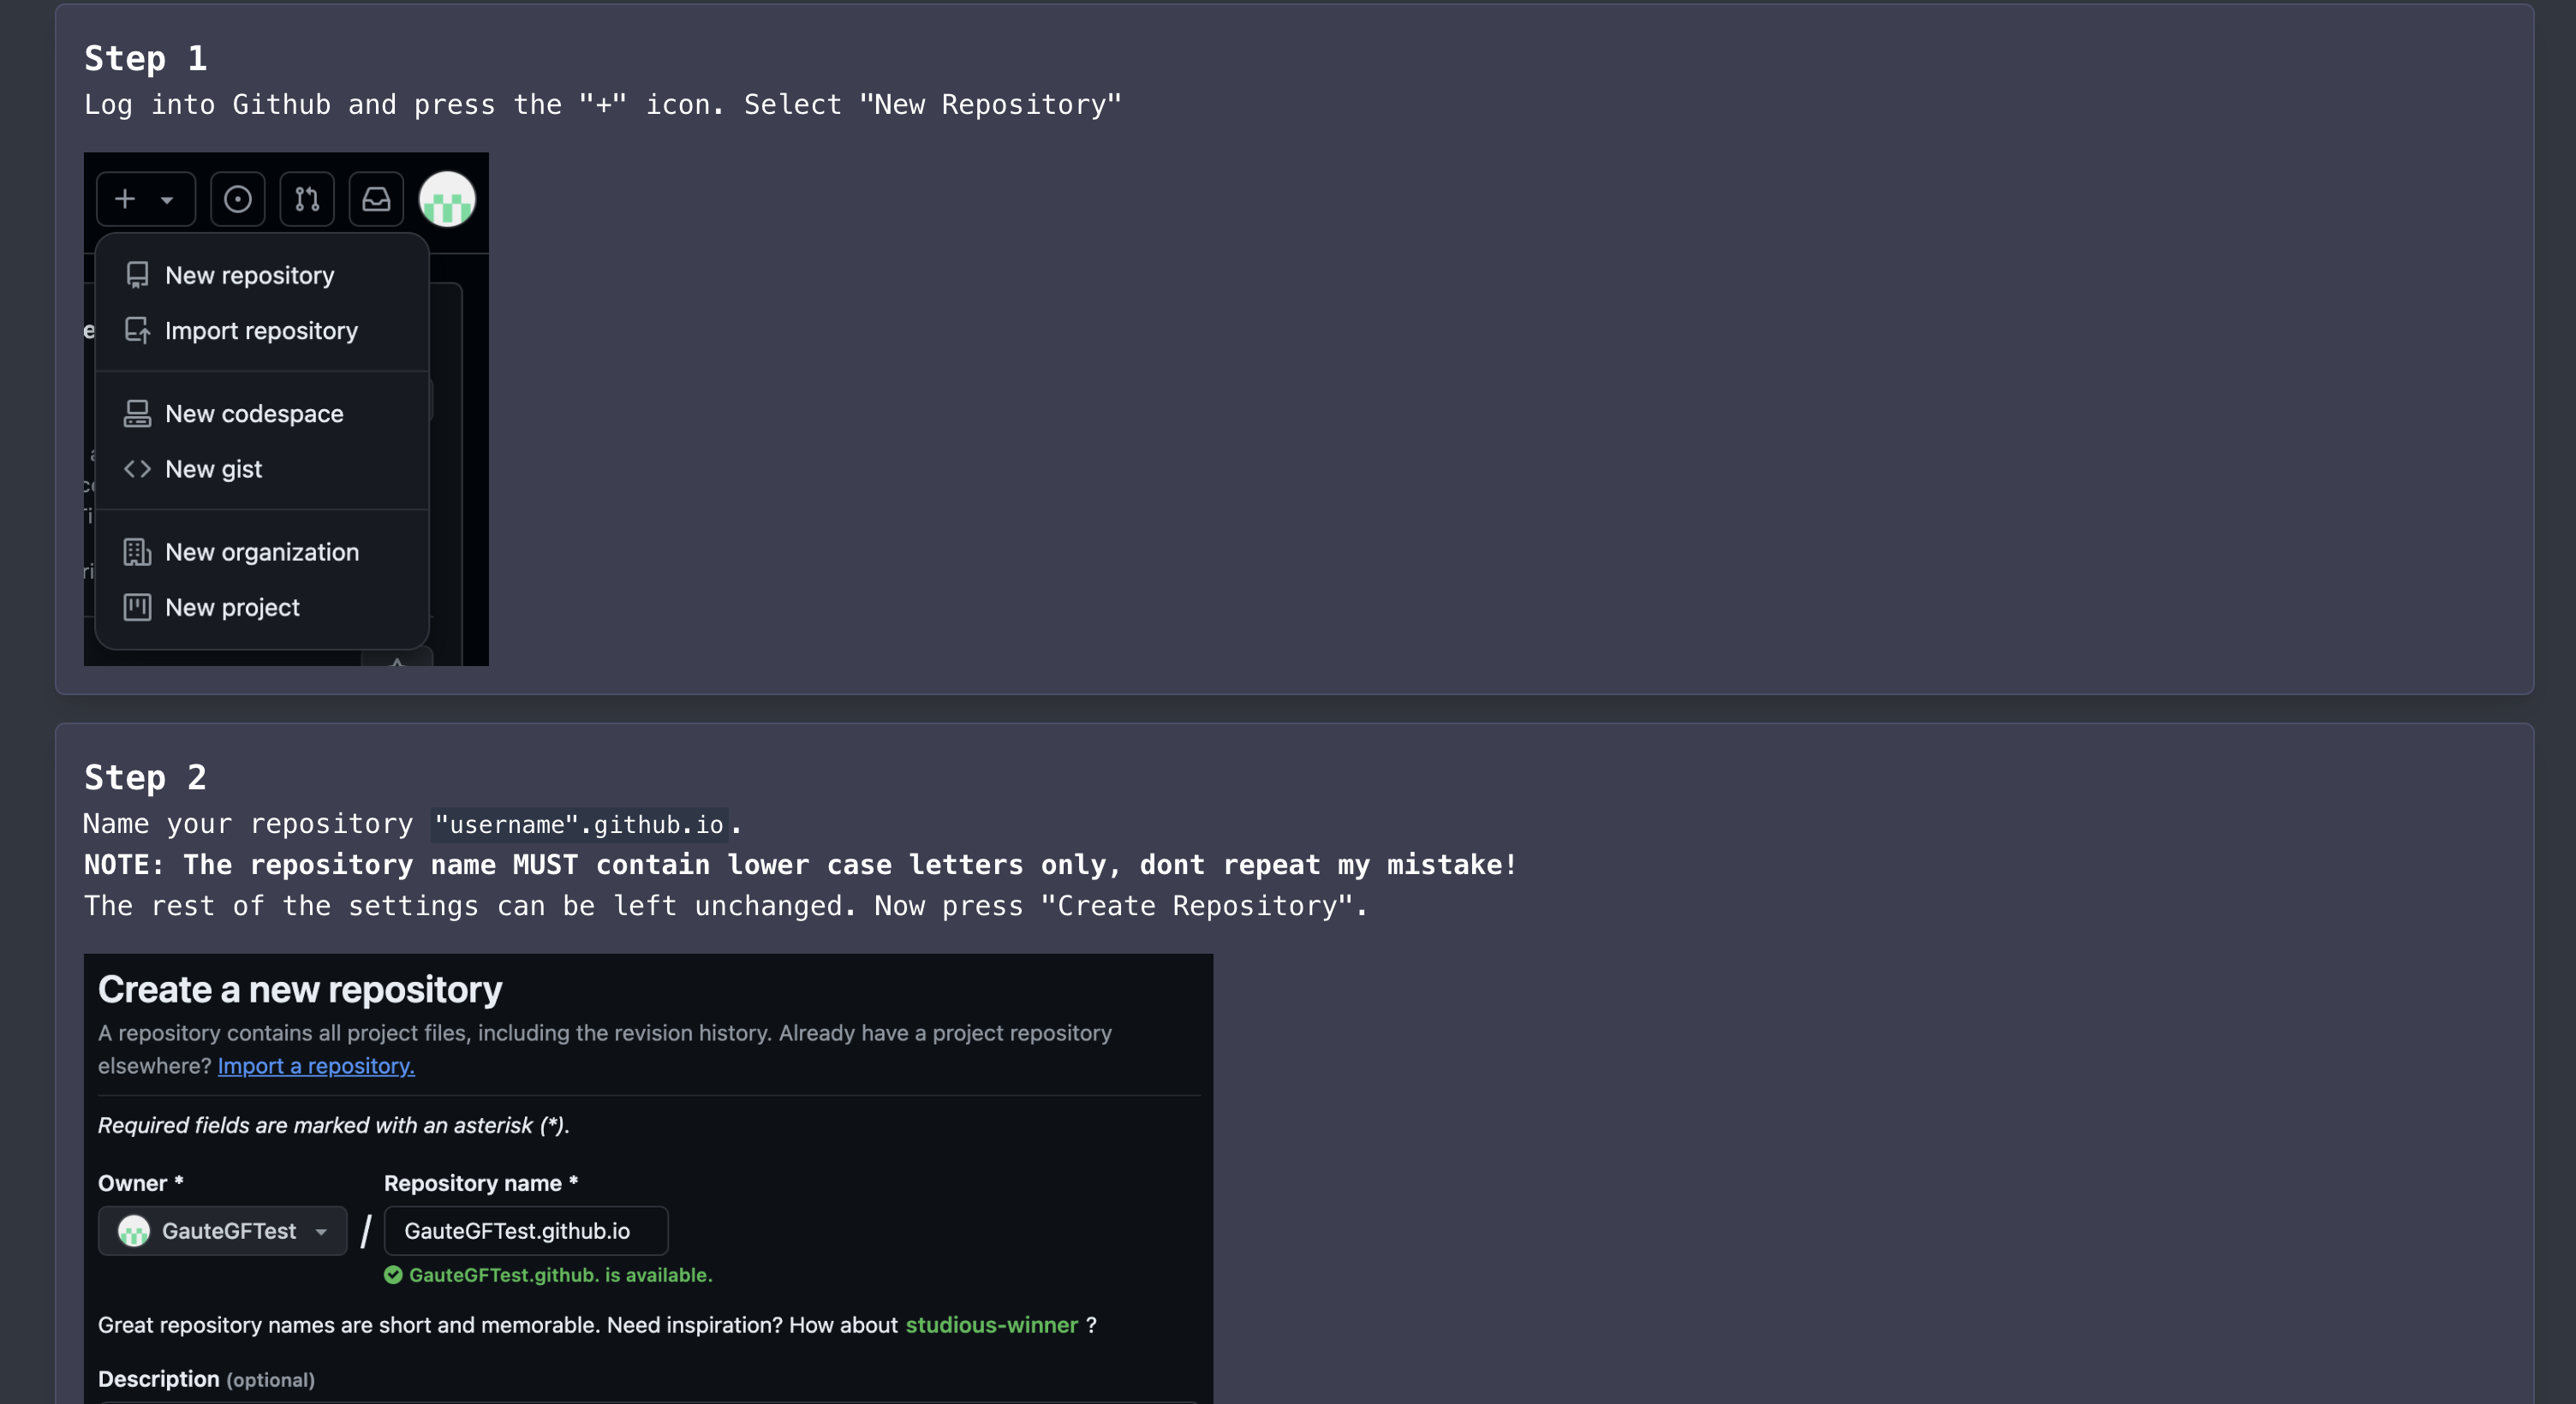 Step 1
Log into Github and press the "+" icon. Select "New Repository"
New repository
Import repository
New codespace
New gist
New organization
New project
Step 2
Name your repository "username".github.io.
NOTE: The repository name MUST contain lower case letters only, dont repeat my mistake!
The rest of the settings can be left unchanged. Now press "Create Repository".
Create a new repository
A repository contains all project files, including the revision history. Already have a project repository
elsewhere? Import a repository.
Required fields are marked with an asterisk (*).
Owner * Repository name *
GauteGFTest / GauteGFTest.github.io
GauteGFTest.github. is available.
Great repository names are short and memorable. Need inspiration? How about studious-winner ?
Description (optional)